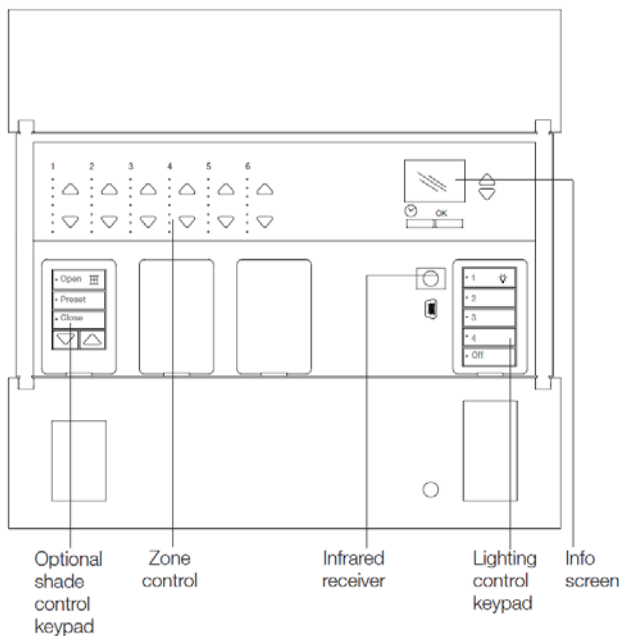 1 2 3 4 5 6
OK
Open
Preset
Close
1
2
3
4
Off
Optional
shade
control
keypad
Zone
control
Infrared
receiver
Lighting
control
keypad
Info
screen